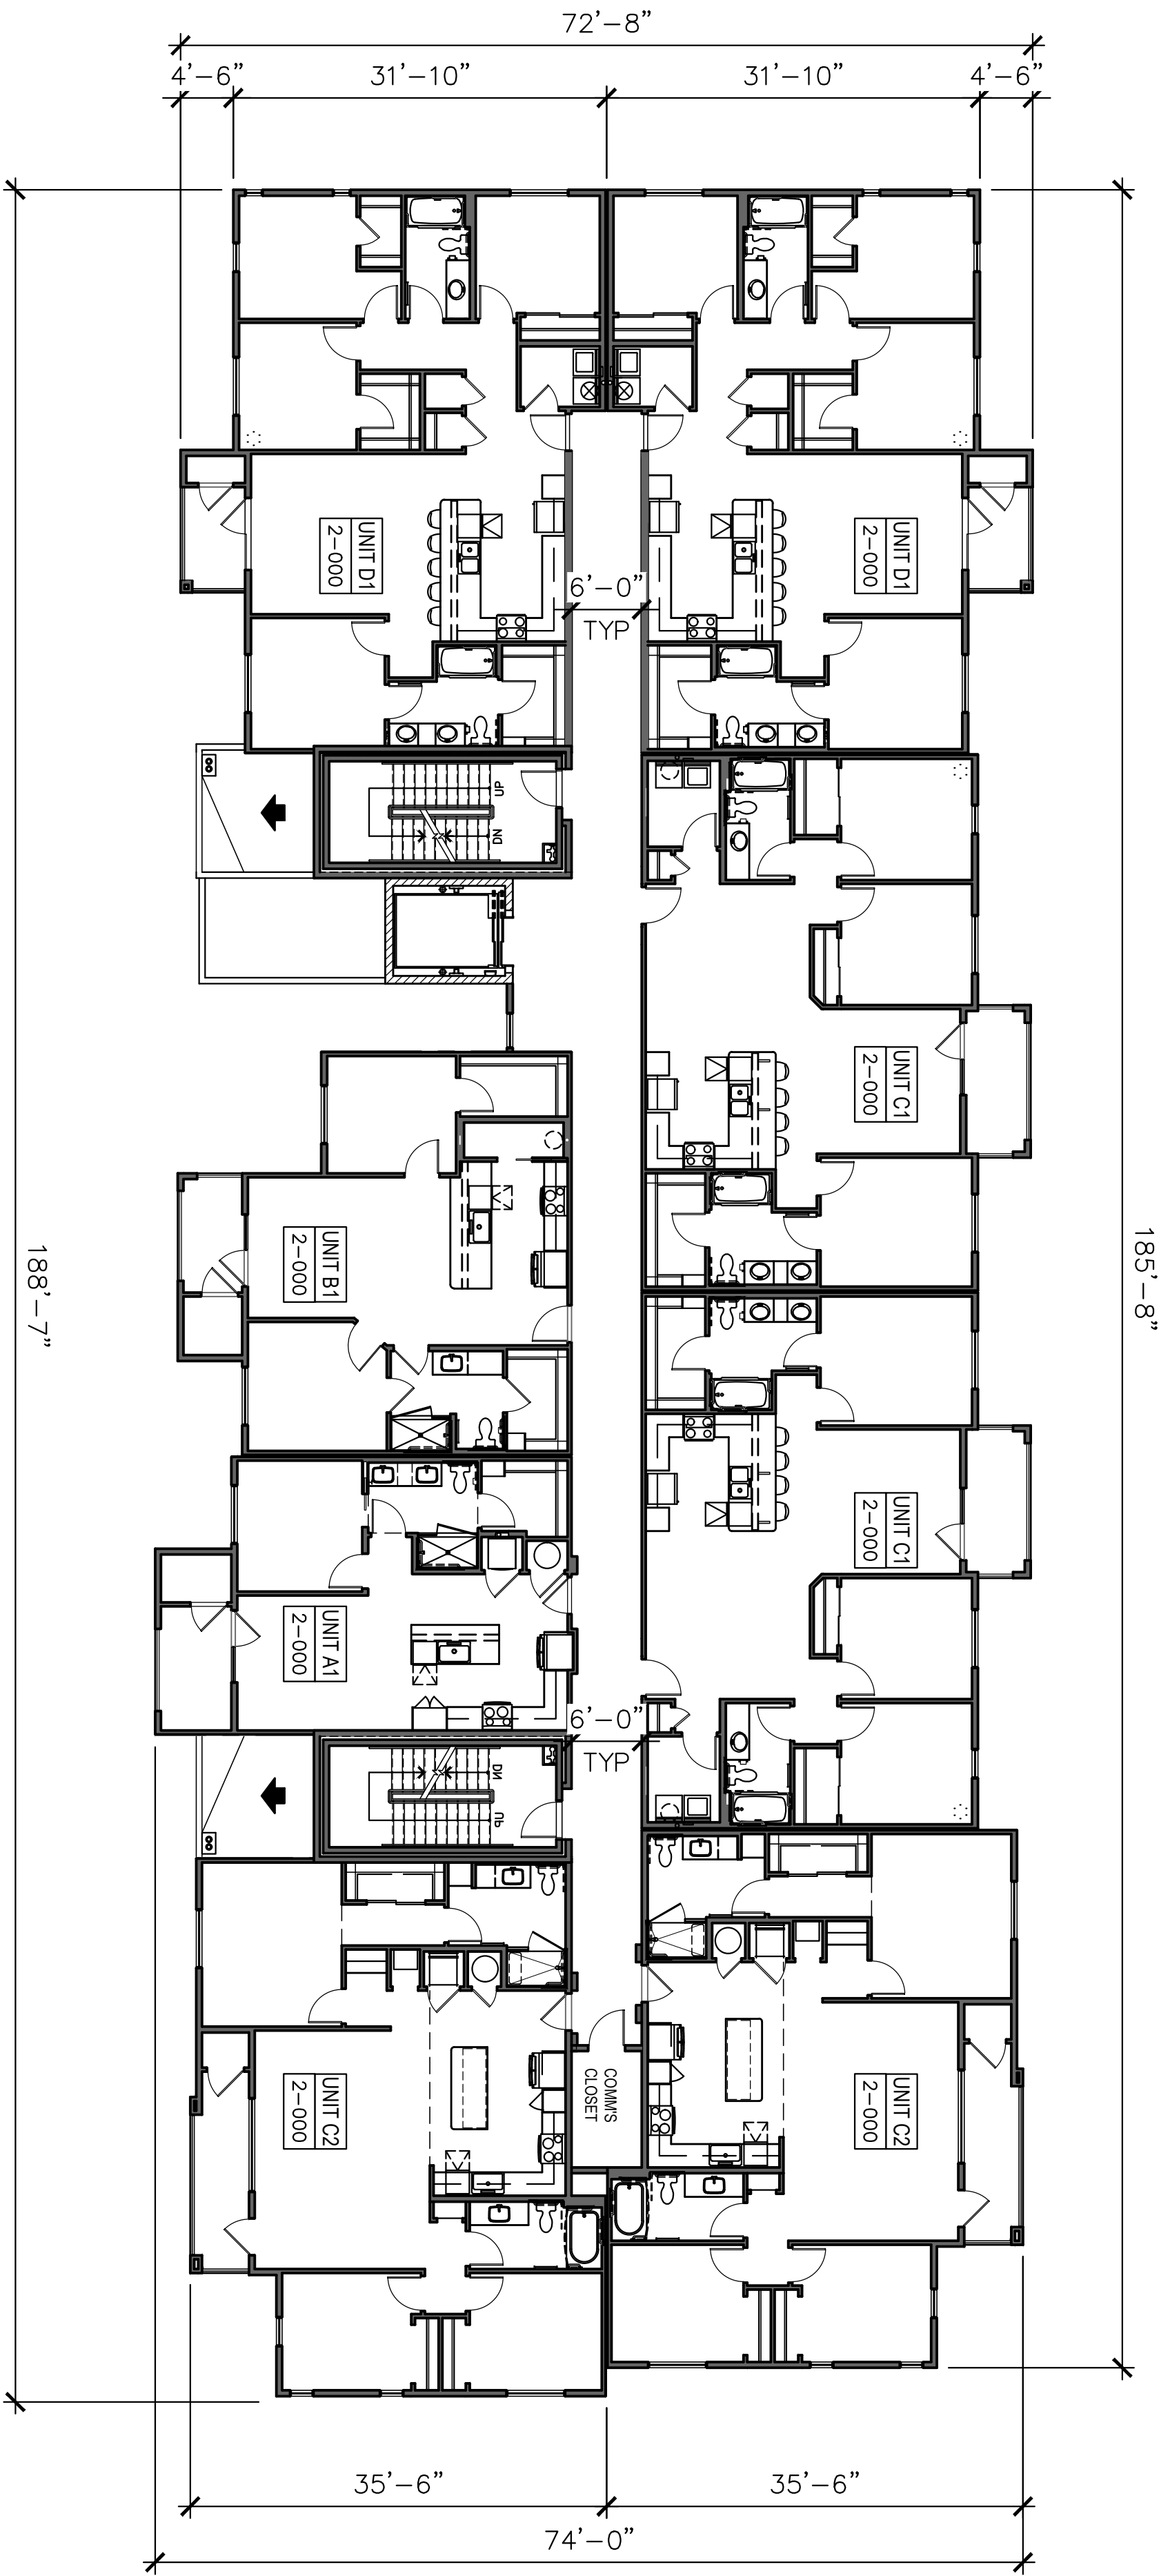 72'-8"
4'-6"
31'-10"
31'-10"
4'-6"
UNIT D1
2-000
UNIT D1
2-000
6'-0"
TYP
UP
DN
UNIT C1
2-000
185'-8"
188'-7"
UNIT B1
2-000
UNIT C1
2-000
UNIT A1
2-000
6'-0"
TYP
DN
UP
UNIT C2
2-000
COMM'S
CLOSET
UNIT C2
2-000
35'-6"
35'-6"
74'-0"